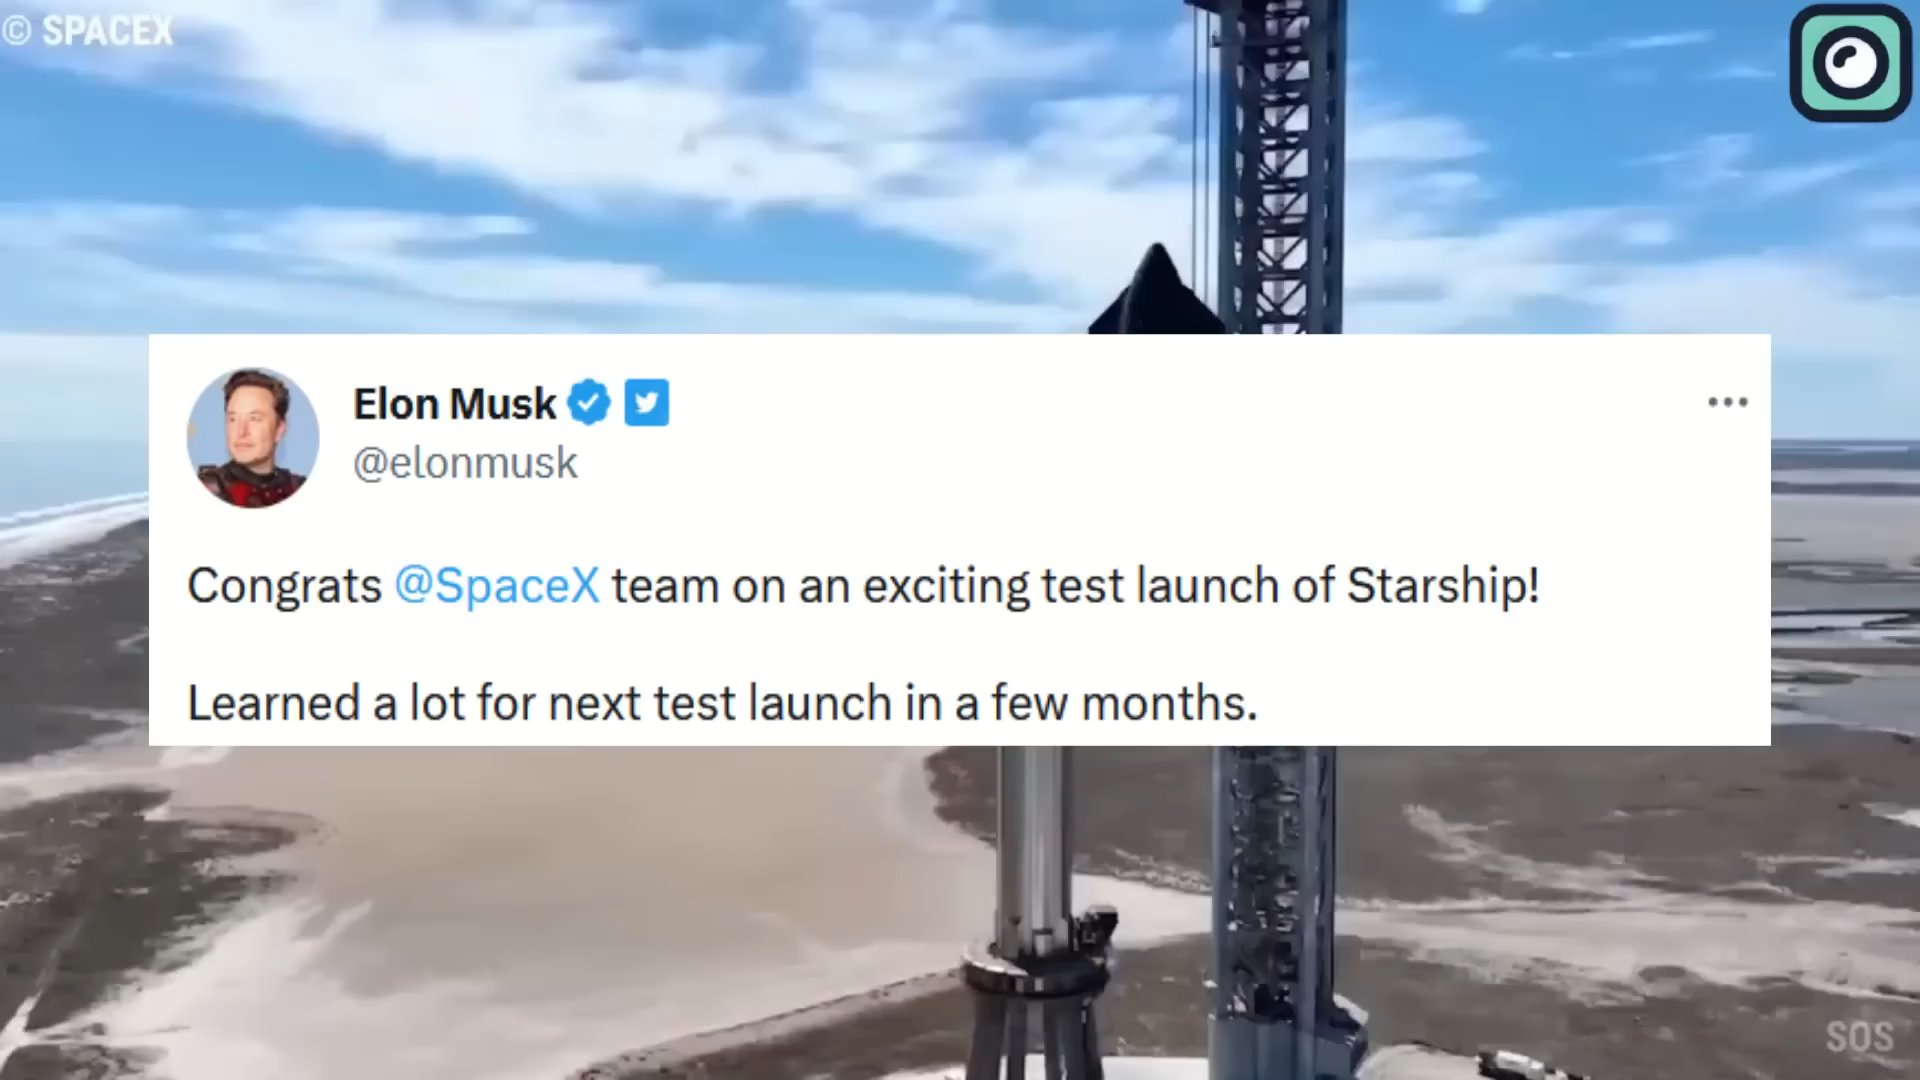 © SPACEX
Elon Musk
@elonmusk
Congrats @SpaceX team on an exciting test launch of Starship!
Learned a lot for next test launch in a few months.
SOS